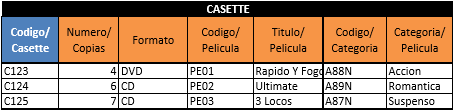 CASETTE
Codigo/ Casette Numero/ Copias Formato Codigo/ Pelicula Titulo/ Pelicula Codigo/ Categoria Categoria/ Pelicula
C123 4 DVD PE01 Rapido Y Fogo A88N Accion
C124 6 CD PE02 Ultimate A89N Romantica
C125 7 CD PE03 3 Locos A87N Suspenso